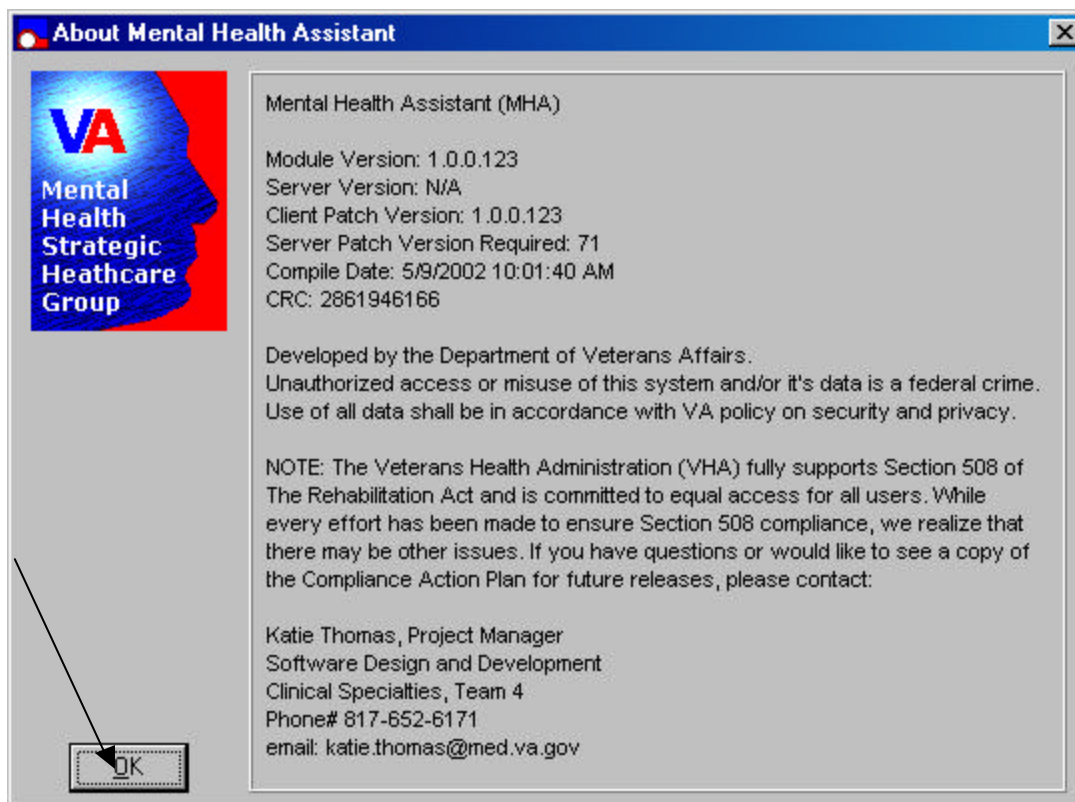 About Mental Health Assistant
VA
Mental
Health
Strategic
Heathcare
Group
Mental Health Assistant (MHA)
Module Version: 1.0.0.123
Server Version: N/A
Client Patch Version: 1.0.0.123
Server Patch Version Required: 71
Compile Date: 5/9/2002 10:01:40 AM
CRC: 2861946166
Developed by the Department of Veterans Affairs.
Unauthorized access or misuse of this system and/or it's data is a federal crime.
Use of all data shall be in accordance with VA policy on security and privacy.
NOTE: The Veterans Health Administration (VHA) fully supports Section 508 of
The Rehabilitation Act and is committed to equal access for all users. While
every effort has been made to ensure Section 508 compliance, we realize that
there may be other issues. If you have questions or would like to see a copy of
the Compliance Action Plan for future releases, please contact:
Katie Thomas, Project Manager
Software Design and Development
Clinical Specialties, Team 4
Phone# 817-652-6171
email: katie.thomas@med.va.gov
OK